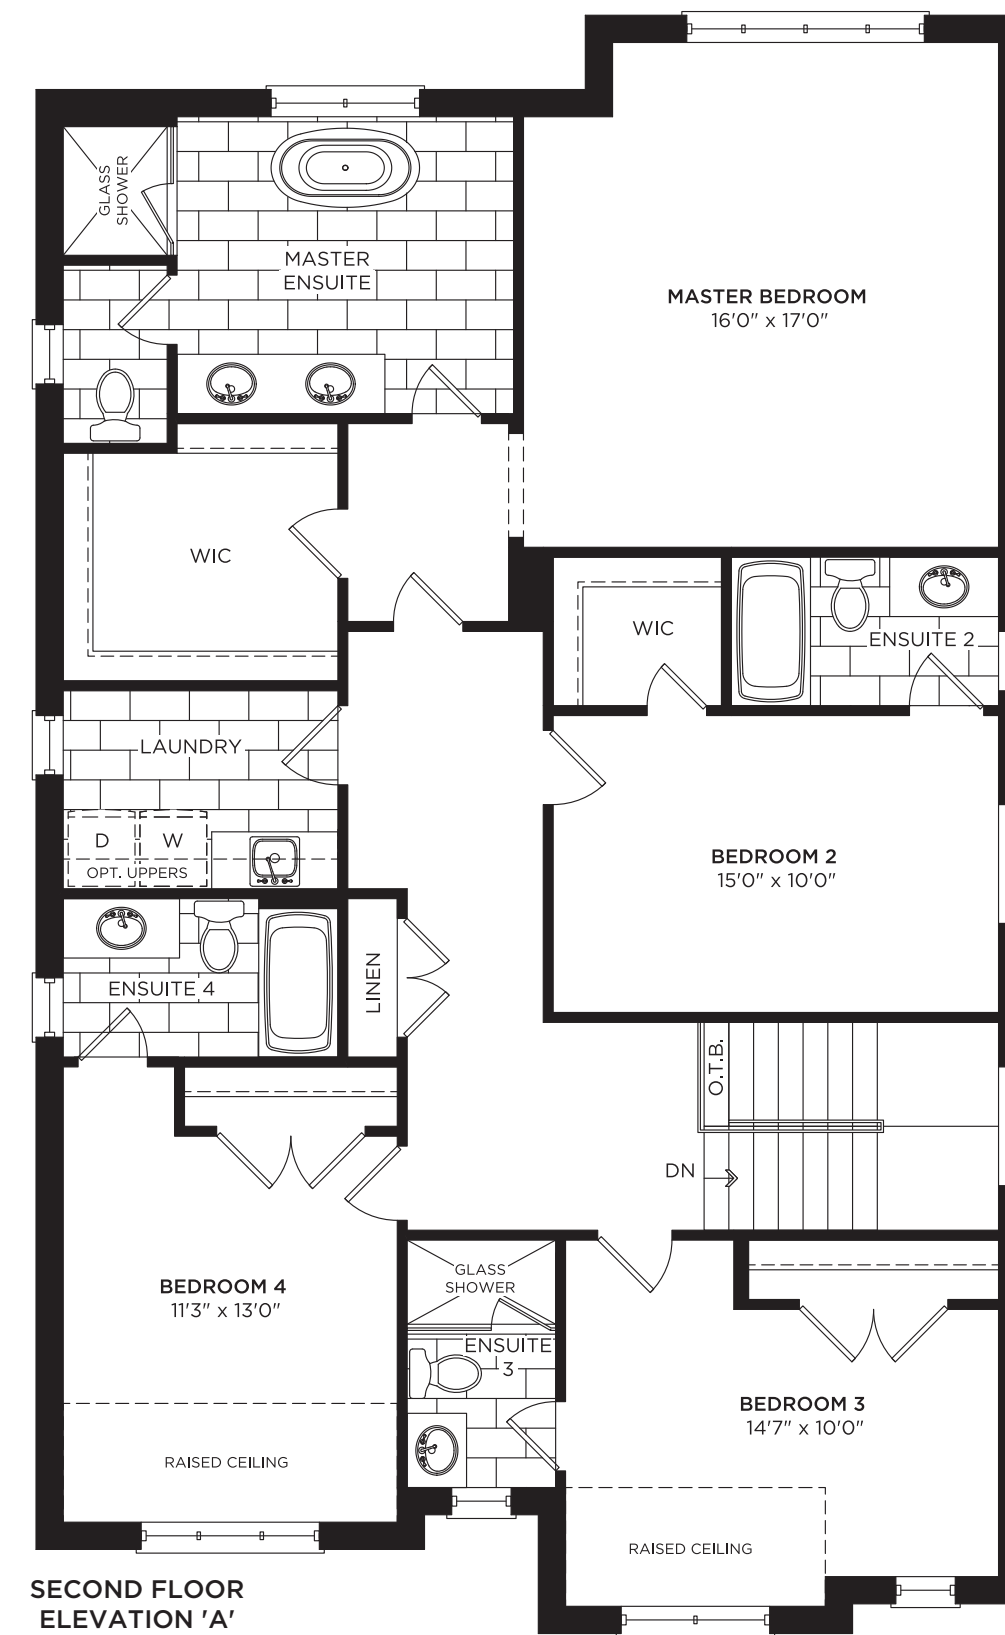 GLASS
SHOWER
MASTER
ENSUITE
MASTER BEDROOM
16'0" x 17'0"
WIC
WIC
ENSUITE 2
LAUNDRY
D
W
OPT. UPPERS
BEDROOM 2
15'0" x 10'0"
ENSUITE 4
LINEN
O.T.B.
DN
BEDROOM 4
11'3" x 13'0"
GLASS
SHOWER
ENSUITE
3
BEDROOM 3
14'7" x 10'0"
RAISED CEILING
RAISED CEILING
SECOND FLOOR
ELEVATION 'A'